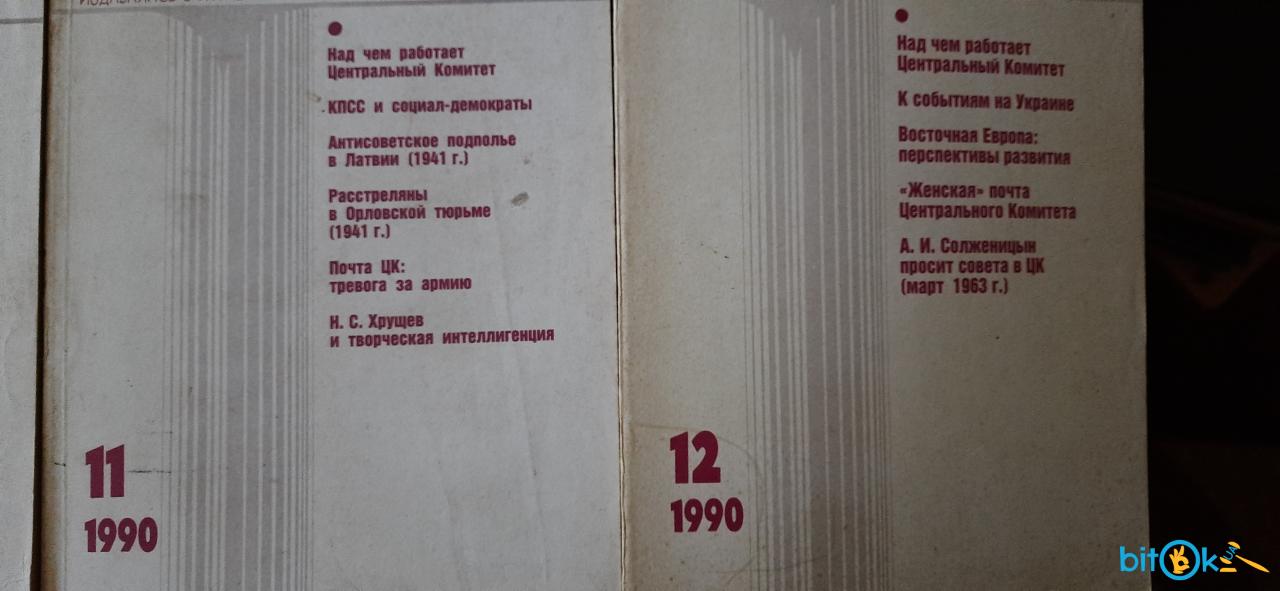 Над чем работает
Центральный Комитет
КПСС и социал-демократы
Антисоветское подполье
в Латвии (1941 г.)
Расстреляны
в Орловской тюрьме
(1941 г.)
Почта ЦК:
тревога за армию
Н. С. Хрущев
и творческая интеллигенция
11
1990
Над чем работает
Центральный Комитет
К событиям на Украине
Восточная Европа:
перспективы развития
«Женская» почта
Центрального Комитета
А. И. Солженицын
просит совета в ЦК
(март 1963 г.)
12
1990
bitOk
UA